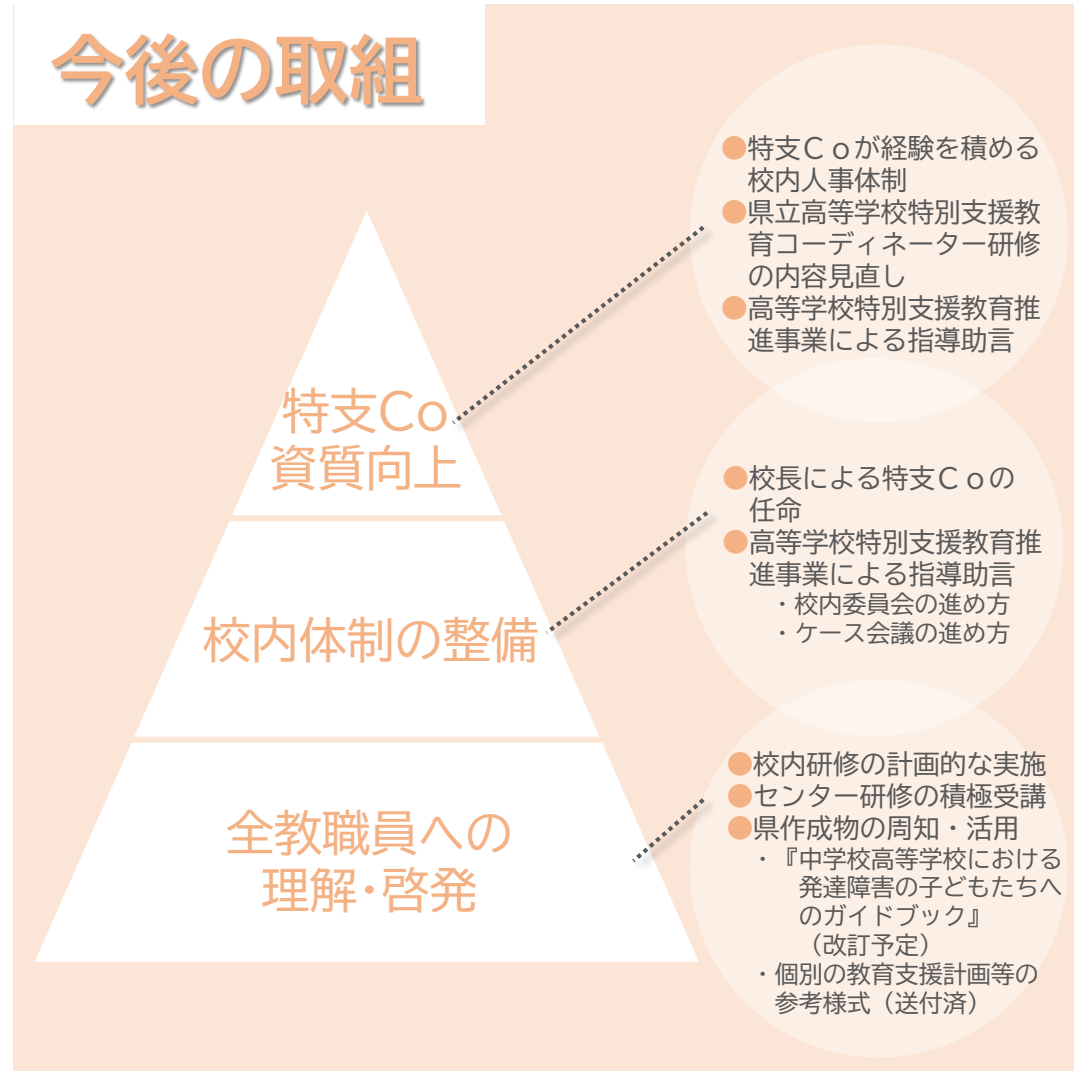 今後の取組
特支Co
資質向上
●特支Ｃｏが経験を積める
校内人事体制
●県立高等学校特別支援教
育コーディネーター研修
の内容見直し
●高等学校特別支援教育推
進事業による指導助言
校内体制の整備
●校長による特支Ｃｏの
任命
●高等学校特別支援教育推
進事業による指導助言
・校内委員会の進め方
・ケース会議の進め方
全教職員への
理解・啓発
●校内研修の計画的な実施
●センター研修の積極受講
●県作成物の周知・活用
・『中学校高等学校における
発達障害の子どもたちへ
のガイドブック』
（改訂予定）
・個別の教育支援計画等の
参考様式（送付済）